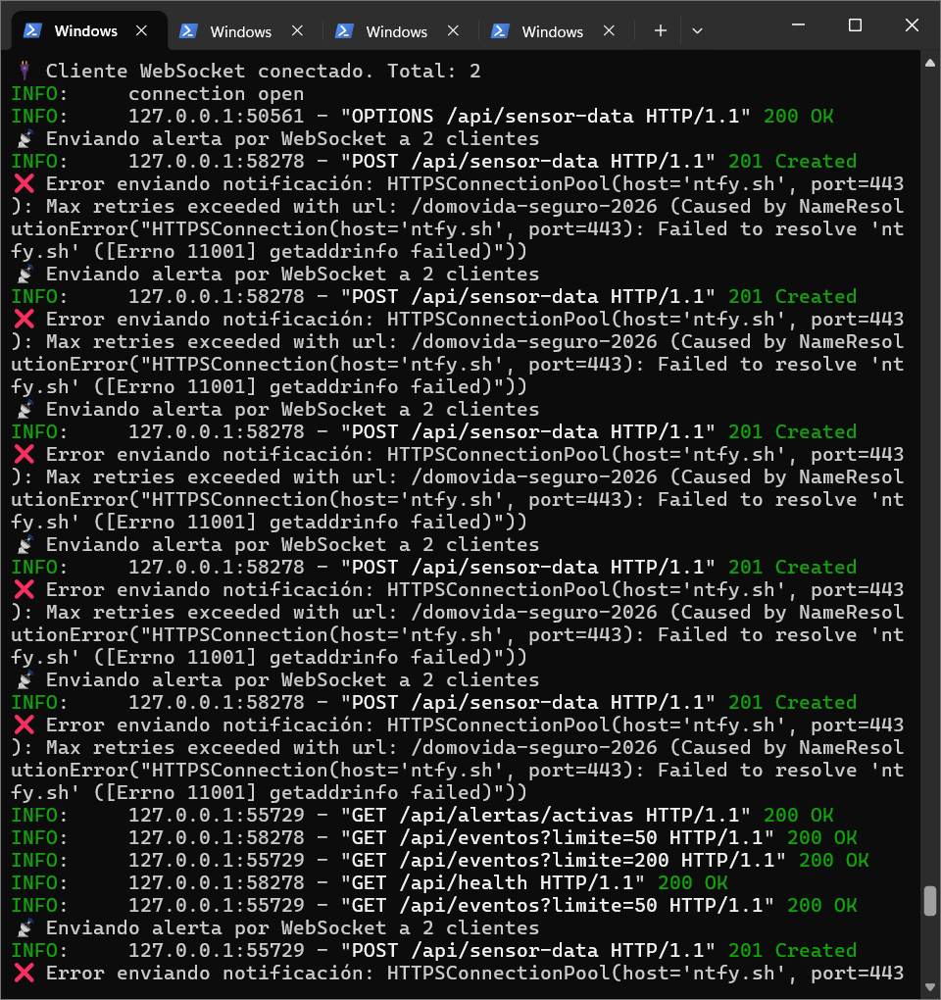 Windows Windows Windows Windows
Cliente WebSocket conectado. Total: 2
INFO:     connection open
INFO:     127.0.0.1:50561 - "OPTIONS /api/sensor-data HTTP/1.1" 200 OK
Enviando alerta por WebSocket a 2 clientes
INFO:     127.0.0.1:58278 - "POST /api/sensor-data HTTP/1.1" 201 Created
❌ Error enviando notificación: HTTPSConnectionPool(host='ntfy.sh', port=443
): Max retries exceeded with url: /domovida-seguro-2026 (Caused by NameResol
utionError("HTTPSConnection(host='ntfy.sh', port=443): Failed to resolve 'nt
fy.sh' ([Errno 11001] getaddrinfo failed)"))
Enviando alerta por WebSocket a 2 clientes
INFO:     127.0.0.1:58278 - "POST /api/sensor-data HTTP/1.1" 201 Created
❌ Error enviando notificación: HTTPSConnectionPool(host='ntfy.sh', port=443
): Max retries exceeded with url: /domovida-seguro-2026 (Caused by NameResol
utionError("HTTPSConnection(host='ntfy.sh', port=443): Failed to resolve 'nt
fy.sh' ([Errno 11001] getaddrinfo failed)"))
Enviando alerta por WebSocket a 2 clientes
INFO:     127.0.0.1:58278 - "POST /api/sensor-data HTTP/1.1" 201 Created
❌ Error enviando notificación: HTTPSConnectionPool(host='ntfy.sh', port=443
): Max retries exceeded with url: /domovida-seguro-2026 (Caused by NameResol
utionError("HTTPSConnection(host='ntfy.sh', port=443): Failed to resolve 'nt
fy.sh' ([Errno 11001] getaddrinfo failed)"))
Enviando alerta por WebSocket a 2 clientes
INFO:     127.0.0.1:58278 - "POST /api/sensor-data HTTP/1.1" 201 Created
❌ Error enviando notificación: HTTPSConnectionPool(host='ntfy.sh', port=443
): Max retries exceeded with url: /domovida-seguro-2026 (Caused by NameResol
utionError("HTTPSConnection(host='ntfy.sh', port=443): Failed to resolve 'nt
fy.sh' ([Errno 11001] getaddrinfo failed)"))
Enviando alerta por WebSocket a 2 clientes
INFO:     127.0.0.1:58278 - "POST /api/sensor-data HTTP/1.1" 201 Created
❌ Error enviando notificación: HTTPSConnectionPool(host='ntfy.sh', port=443
): Max retries exceeded with url: /domovida-seguro-2026 (Caused by NameResol
utionError("HTTPSConnection(host='ntfy.sh', port=443): Failed to resolve 'nt
fy.sh' ([Errno 11001] getaddrinfo failed)"))
INFO:     127.0.0.1:55729 - "GET /api/alertas/activas HTTP/1.1" 200 OK
INFO:     127.0.0.1:58278 - "GET /api/eventos?limite=50 HTTP/1.1" 200 OK
INFO:     127.0.0.1:55729 - "GET /api/eventos?limite=200 HTTP/1.1" 200 OK
INFO:     127.0.0.1:58278 - "GET /api/health HTTP/1.1" 200 OK
INFO:     127.0.0.1:55729 - "GET /api/eventos?limite=50 HTTP/1.1" 200 OK
Enviando alerta por WebSocket a 2 clientes
INFO:     127.0.0.1:55729 - "POST /api/sensor-data HTTP/1.1" 201 Created
❌ Error enviando notificación: HTTPSConnectionPool(host='ntfy.sh', port=443